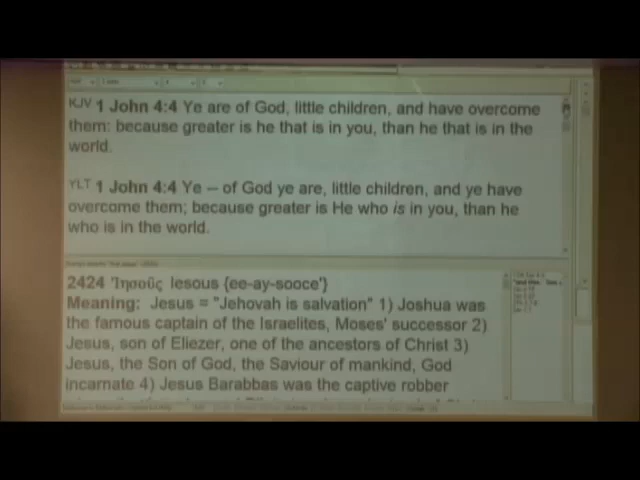 KJV 1 John 4:4 Ye are of God, little children, and have overcome
them: because greater is he that is in you, than he that is in the
world.
YLT 1 John 4:4 Ye – of God ye are, little children, and ye have
overcome them; because greater is He who is in you, than he
who is in the world.
2424 Ἰησοῦς Iesous {ee-ay-sooce'}
Meaning: Jesus = "Jehovah is salvation" 1) Joshua was
the famous captain of the Israelites, Moses' successor 2)
Jesus, son of Eliezer, one of the ancestors of Christ 3)
Jesus, the Son of God, the Saviour of mankind, God
incarnate 4) Jesus Barabbas was the captive robber